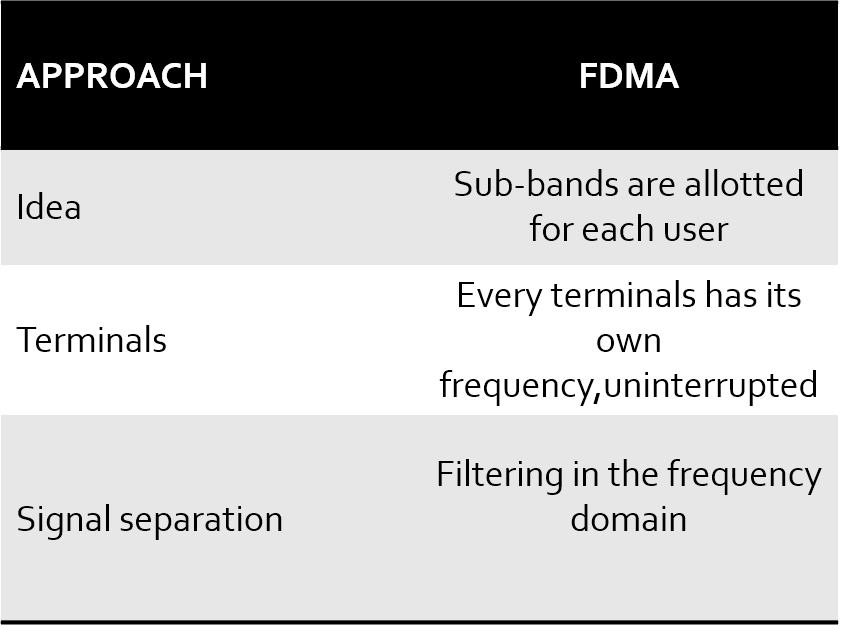 APPROACH
FDMA
Idea
Sub-bands are allotted
for each user
Terminals
Every terminals has its
own
frequency,uninterrupted
Signal separation
Filtering in the frequency
domain